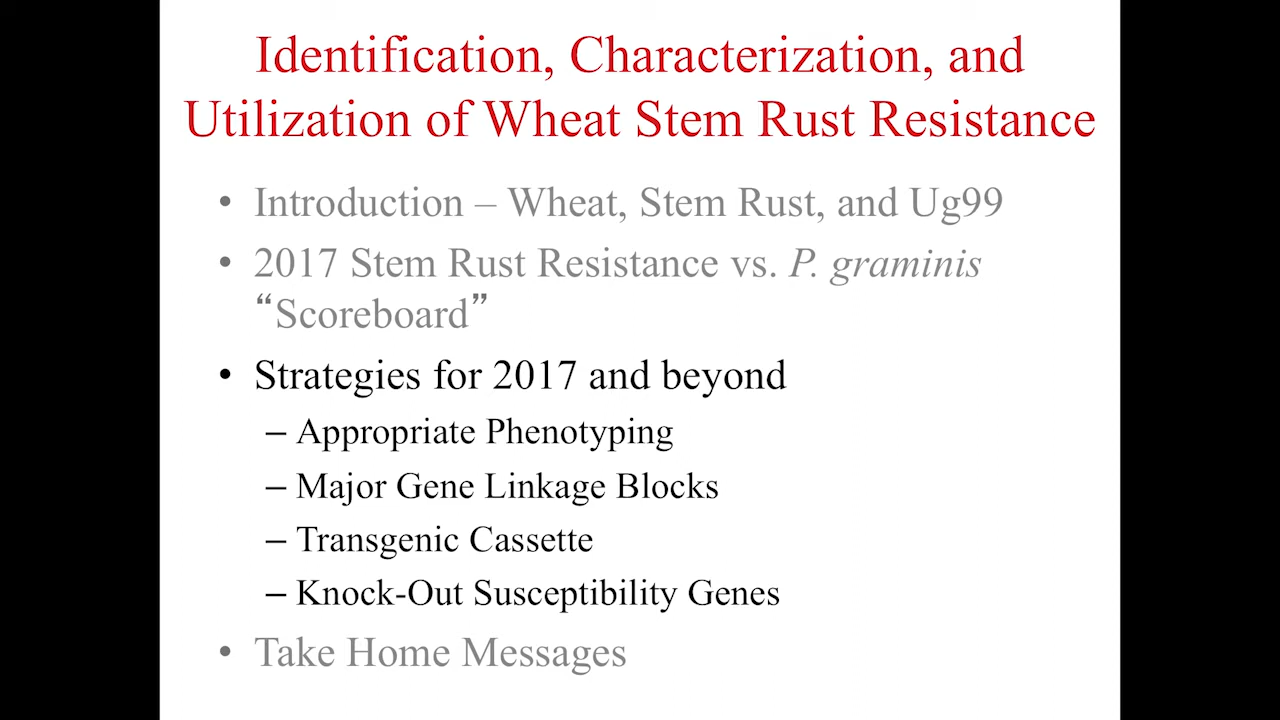 Identification, Characterization, and
Utilization of Wheat Stem Rust Resistance
• Introduction – Wheat, Stem Rust, and Ug99
• 2017 Stem Rust Resistance vs. P. graminis
“Scoreboard”
• Strategies for 2017 and beyond
– Appropriate Phenotyping
– Major Gene Linkage Blocks
– Transgenic Cassette
– Knock-Out Susceptibility Genes
• Take Home Messages